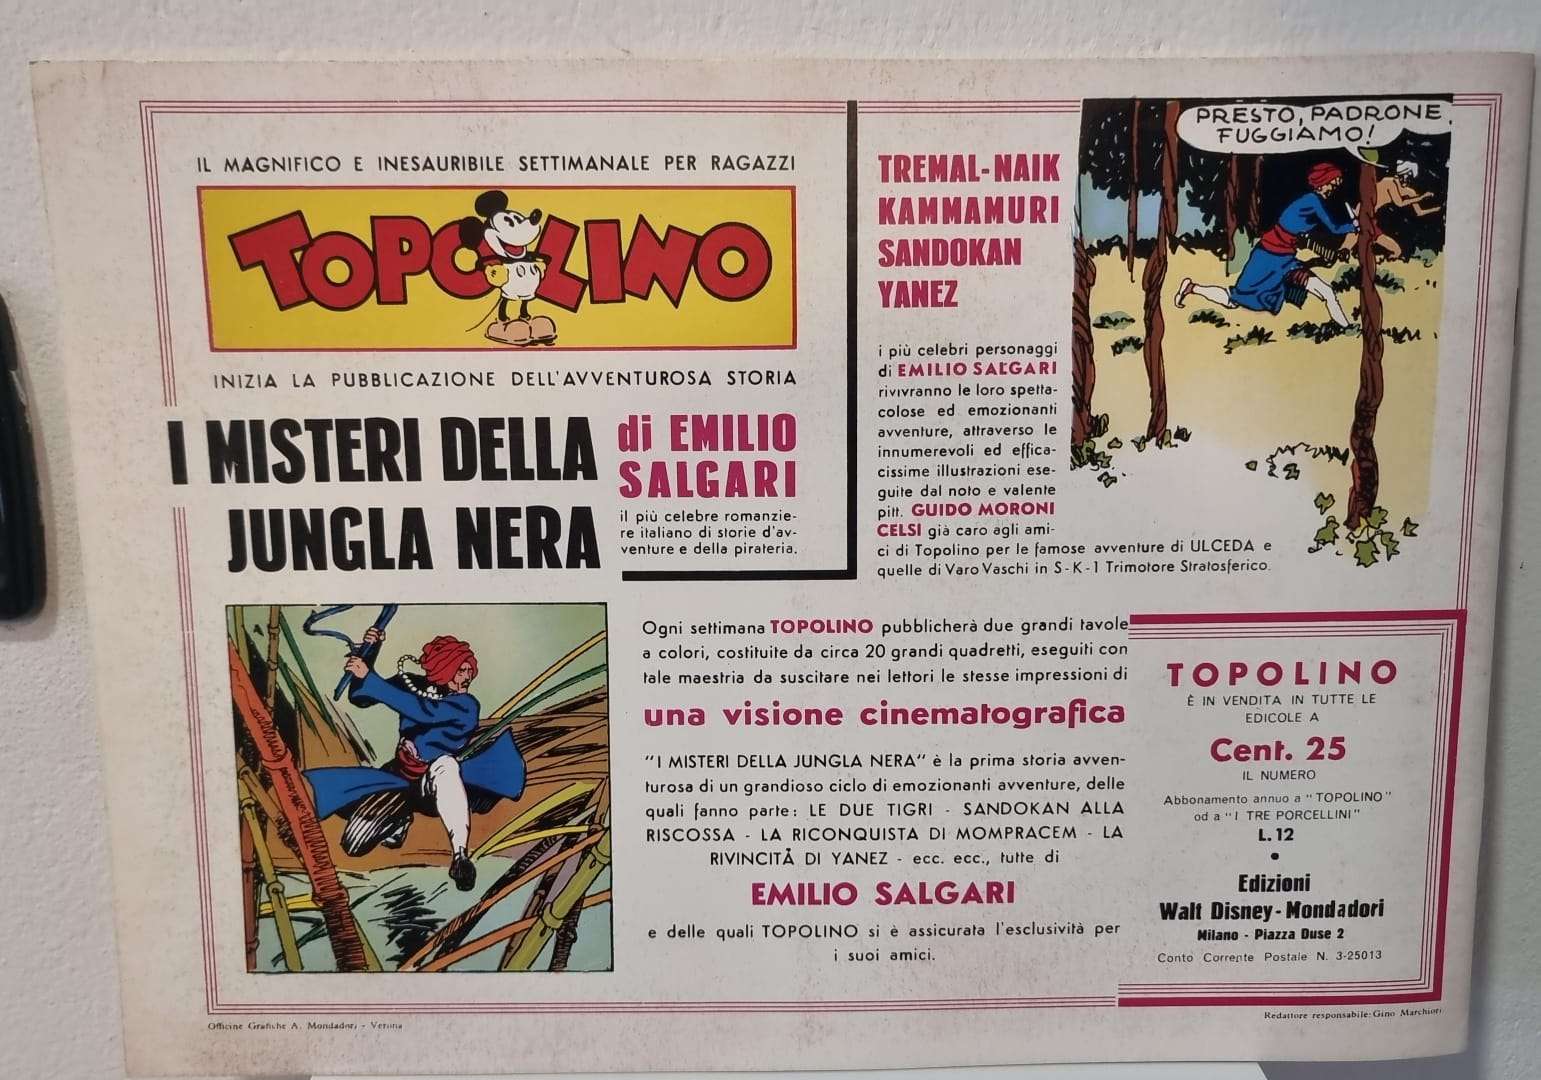 IL MAGNIFICO E INESAURIBILE SETTIMANALE PER RAGAZZI
TOPOLINO
INIZIA LA PUBBLICAZIONE DELL'AVVENTUROSA STORIA
I MISTERI DELLA
JUNGLA NERA
di EMILIO
SALGARI
il più celebre romanzie-
re italiano di storie d'av-
venture e della pirateria.
TREMAL-NAIK
KAMMAMURI
SANDOKAN
YANEZ
i più celebri personaggi
di EMILIO SALGARI
rivivranno le loro spetta-
colose ed emozionanti
avventure, attraverso le
innumerevoli ed effica-
cissime illustrazioni ese-
guite dal noto e valente
pitt. GUIDO MORONI
CELSI già caro agli ami-
ci di Topolino per le famose avventure di ULCEDA e
quelle di Varo Vaschi in S-K-1 Trimotore Stratosferico.
PRESTO, PADRONE,
FUGGIAMO!
Ogni settimana TOPOLINO pubblicherà due grandi tavole
a colori, costituite da circa 20 grandi quadretti, eseguiti con
tale maestria da suscitare nei lettori le stesse impressioni di
una visione cinematografica
"I MISTERI DELLA JUNGLA NERA" è la prima storia avven-
turosa di un grandioso ciclo di emozionanti avventure, delle
quali fanno parte: LE DUE TIGRI - SANDOKAN ALLA
RISCOSSA - LA RICONQUISTA DI MOMPRACEM - LA
RIVINCITÀ DI YANEZ - ecc. ecc., tutte di
EMILIO SALGARI
e delle quali TOPOLINO si è assicurata l'esclusività per
i suoi amici.
TOPOLINO
È IN VENDITA IN TUTTE LE
EDICOLE A
Cent. 25
IL NUMERO
Abbonamento annuo a "TOPOLINO"
od a "I TRE PORCELLINI"
L. 12
•
Edizioni
Walt Disney-Mondadori
Milano - Piazza Duse 2
Conto Corrente Postale N. 3-25013
Officine Grafiche A. Mondadori - Verona
Redattore responsabile: Gino Marchiori